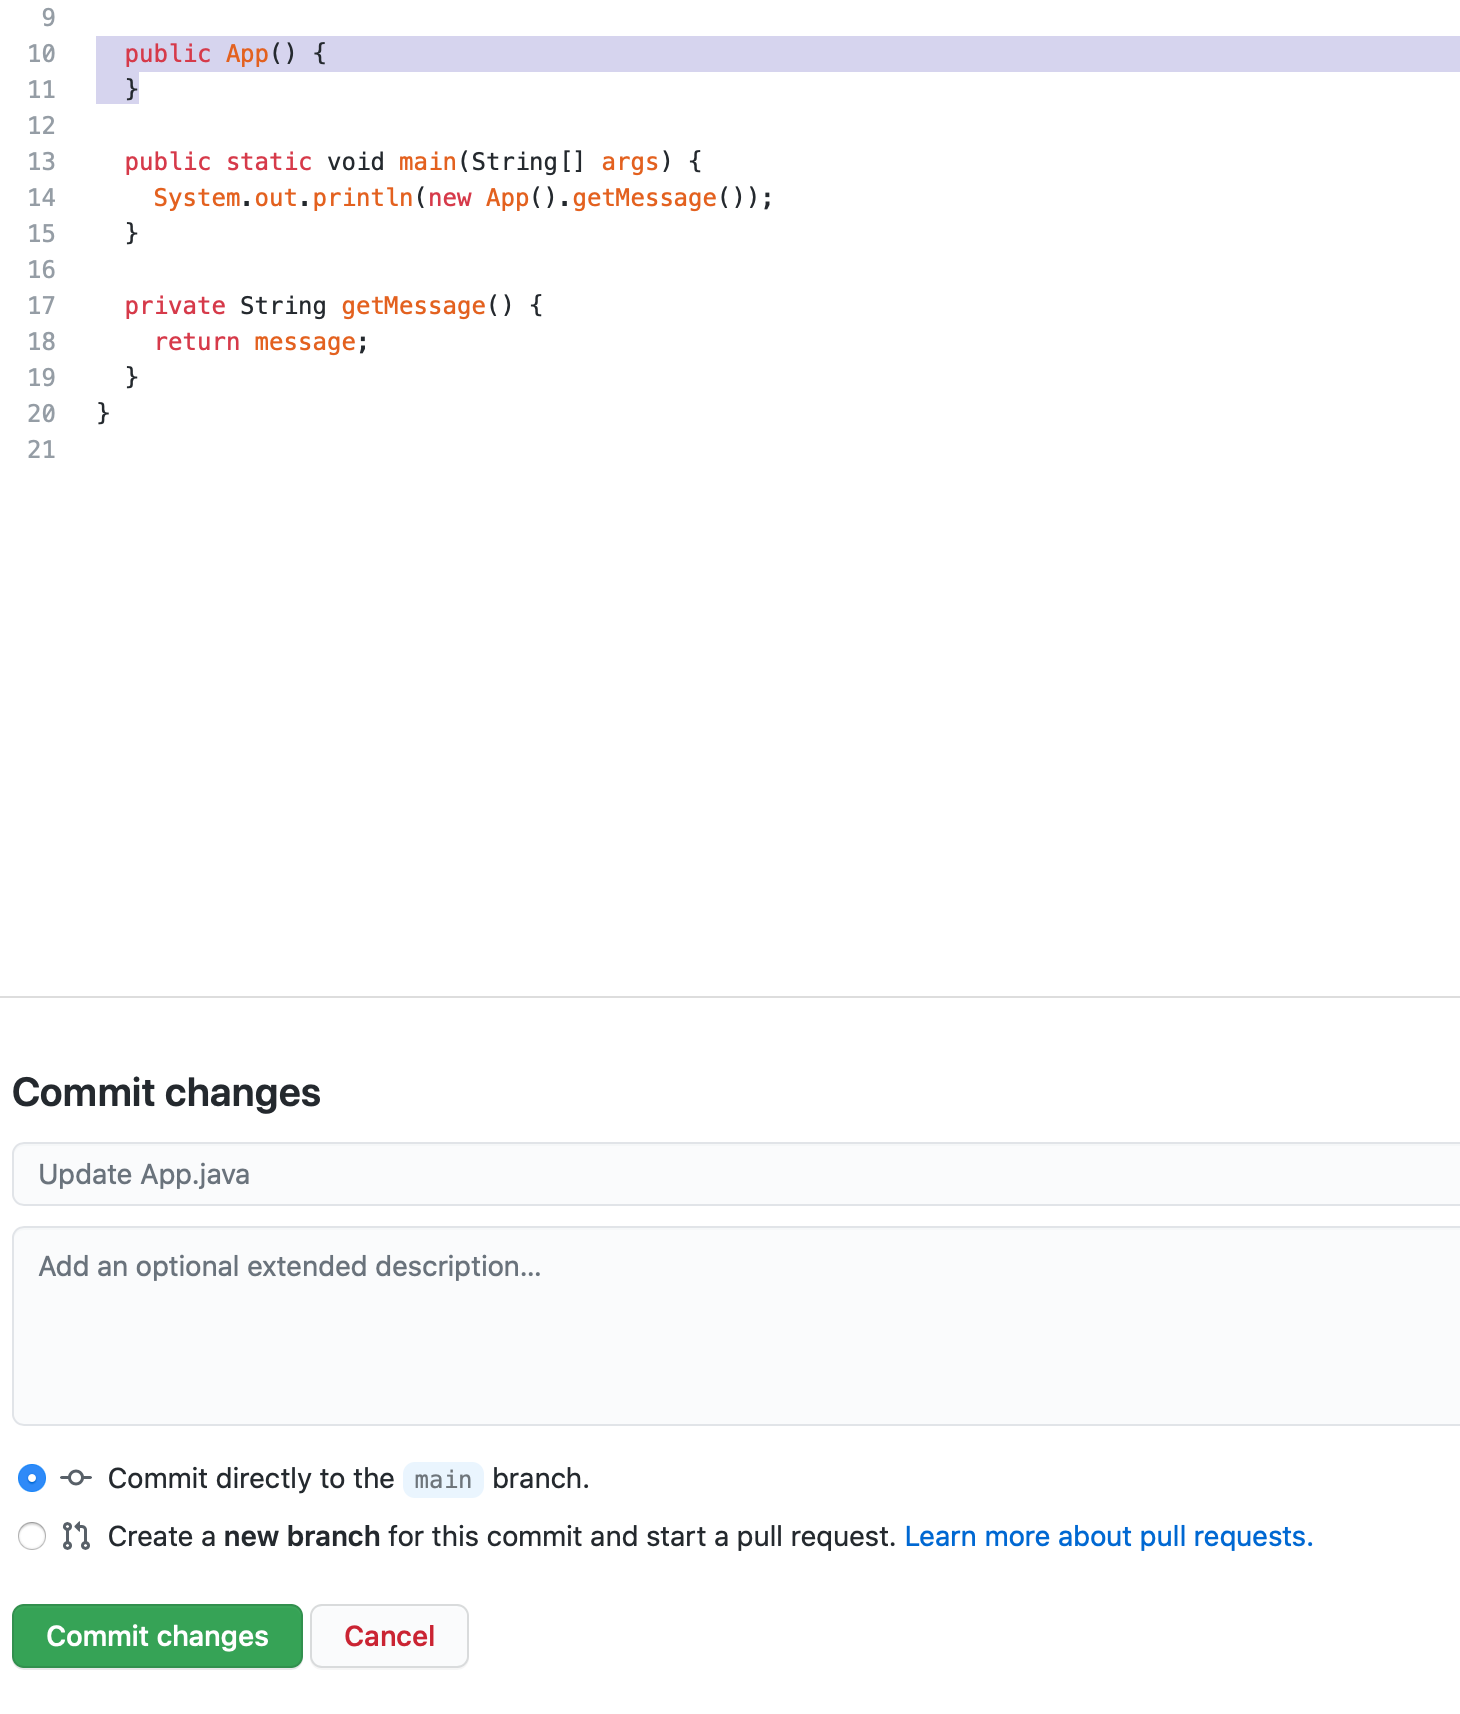 9
10   public App() {
11   }
12
13   public static void main(String[] args) {
14     System.out.println(new App().getMessage());
15   }
16
17   private String getMessage() {
18     return message;
19   }
20 }
21
Commit changes
Update App.java
Add an optional extended description...
Commit directly to the main branch.
Create a new branch for this commit and start a pull request. Learn more about pull requests.
Commit changes Cancel